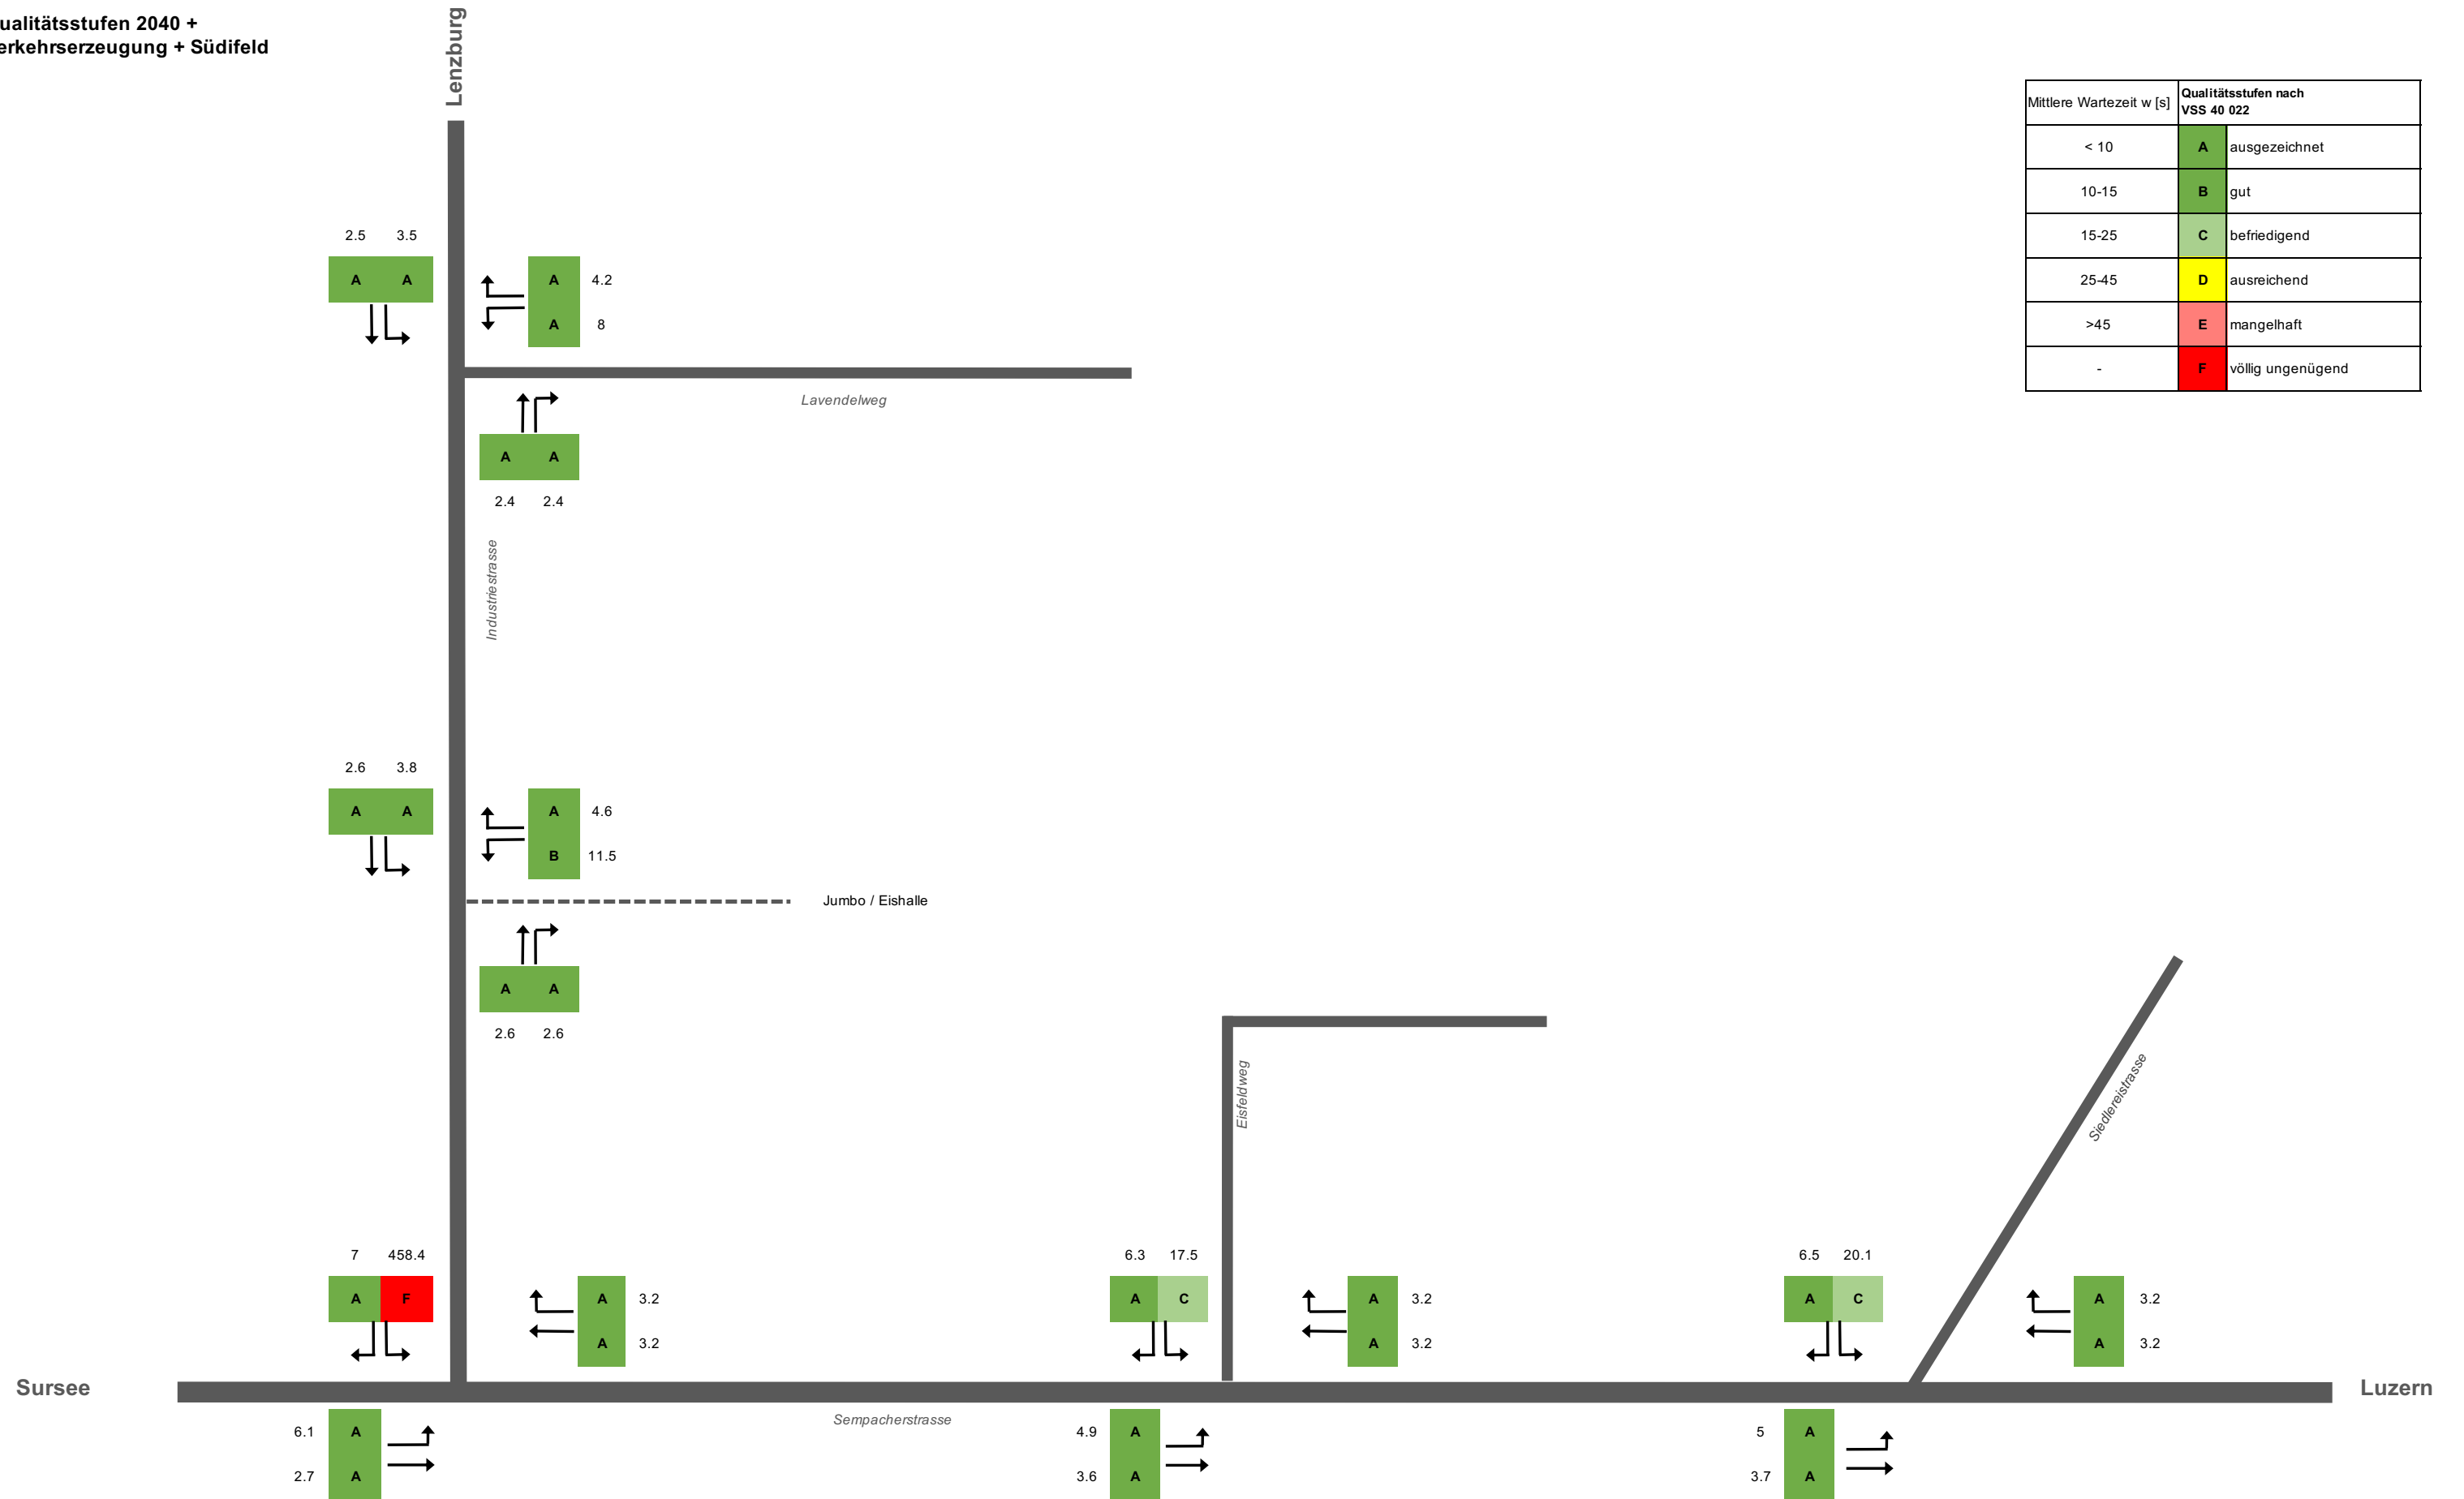 ualitätsstufen 2040 +
erkehrserzeugung + Südifeld
Lenzburg
Mittlere Wartezeit w [s] Qualitätsstufen nach
VSS 40 022
< 10 A ausgezeichnet
10-15 B gut
15-25 C befriedigend
25-45 D ausreichend
>45 E mangelhaft
- F völlig ungenügend
2.5 3.5
A A
A 4.2
A 8
Lavendelweg
A A
2.4 2.4
Industriestrasse
2.6 3.8
A A
A 4.6
B 11.5
Jumbo / Eishalle
A A
2.6 2.6
Eisfeldweg
Siedlereistrasse
7 458.4
A F
A 3.2
A 3.2
6.3 17.5
A C
A 3.2
A 3.2
6.5 20.1
A C
A 3.2
A 3.2
Sursee
Luzern
Sempacherstrasse
6.1 A
2.7 A
4.9 A
3.6 A
5 A
3.7 A